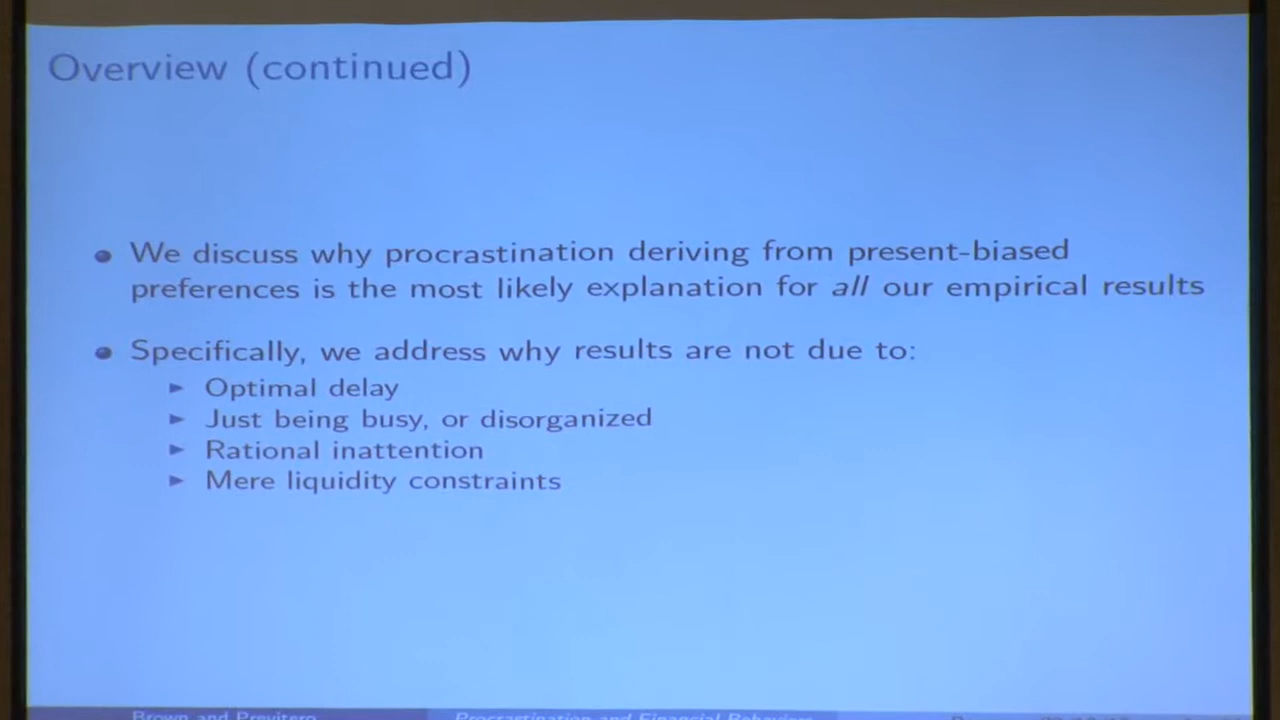 Overview (continued)
We discuss why procrastination deriving from present-biased
preferences is the most likely explanation for all our empirical results
Specifically, we address why results are not due to:
Optimal delay
Just being busy, or disorganized
Rational inattention
Mere liquidity constraints
Brown and Previtero
Procrastination and Financial Behaviors